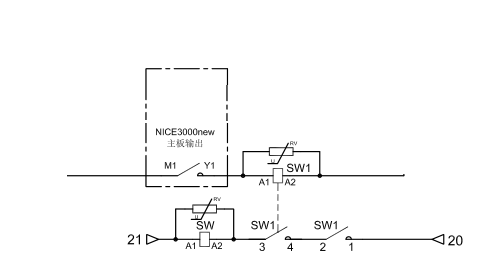 NICE3000new
主板输出
M1 Y1
RV
U
SW1
A1 A2
RV
U
SW SW1 SW1
21 A1 A2 3 4 2 1 20